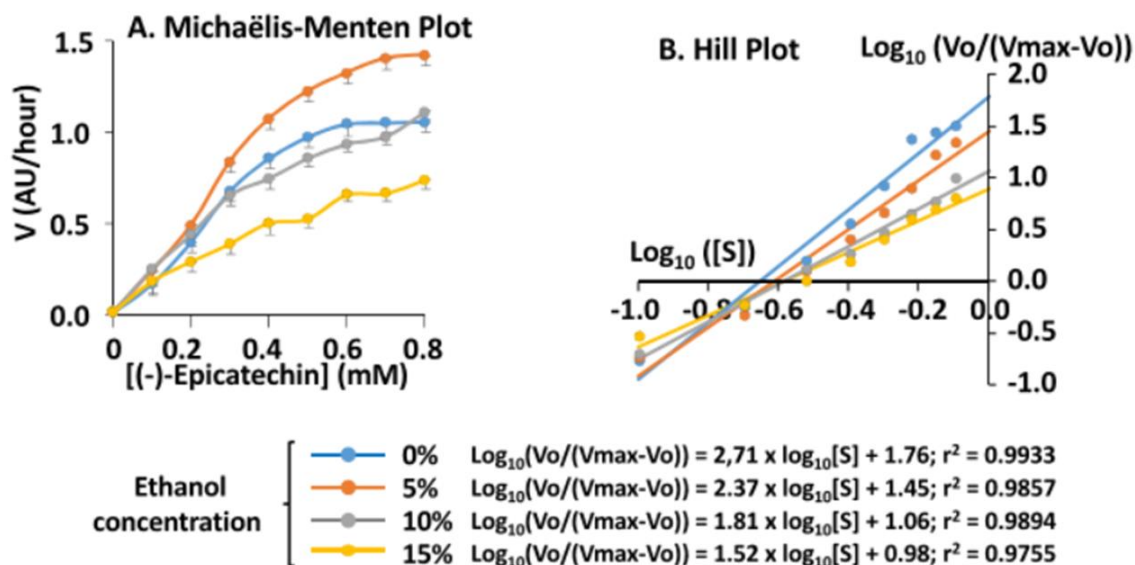 A. Michaëlis-Menten Plot
V (AU/hour)
1.5
1.0
0.5
0.0
0 0.2 0.4 0.6 0.8
[(-)-Epicatechin] (mM)
B. Hill Plot
Log10 (Vo/(Vmax-Vo))
2.0
1.5
1.0
0.5
0.0
-0.5
-1.0
Log10 ([S])
-1.0 -0.8 -0.6 -0.4 -0.2 0.0
Ethanol
concentration
0% Log10(Vo/(Vmax-Vo)) = 2,71 x log10[S] + 1.76; r² = 0.9933
5% Log10(Vo/(Vmax-Vo)) = 2.37 x log10[S] + 1.45; r² = 0.9857
10% Log10(Vo/(Vmax-Vo)) = 1.81 x log10[S] + 1.06; r² = 0.9894
15% Log10(Vo/(Vmax-Vo)) = 1.52 x log10[S] + 0.98; r² = 0.9755